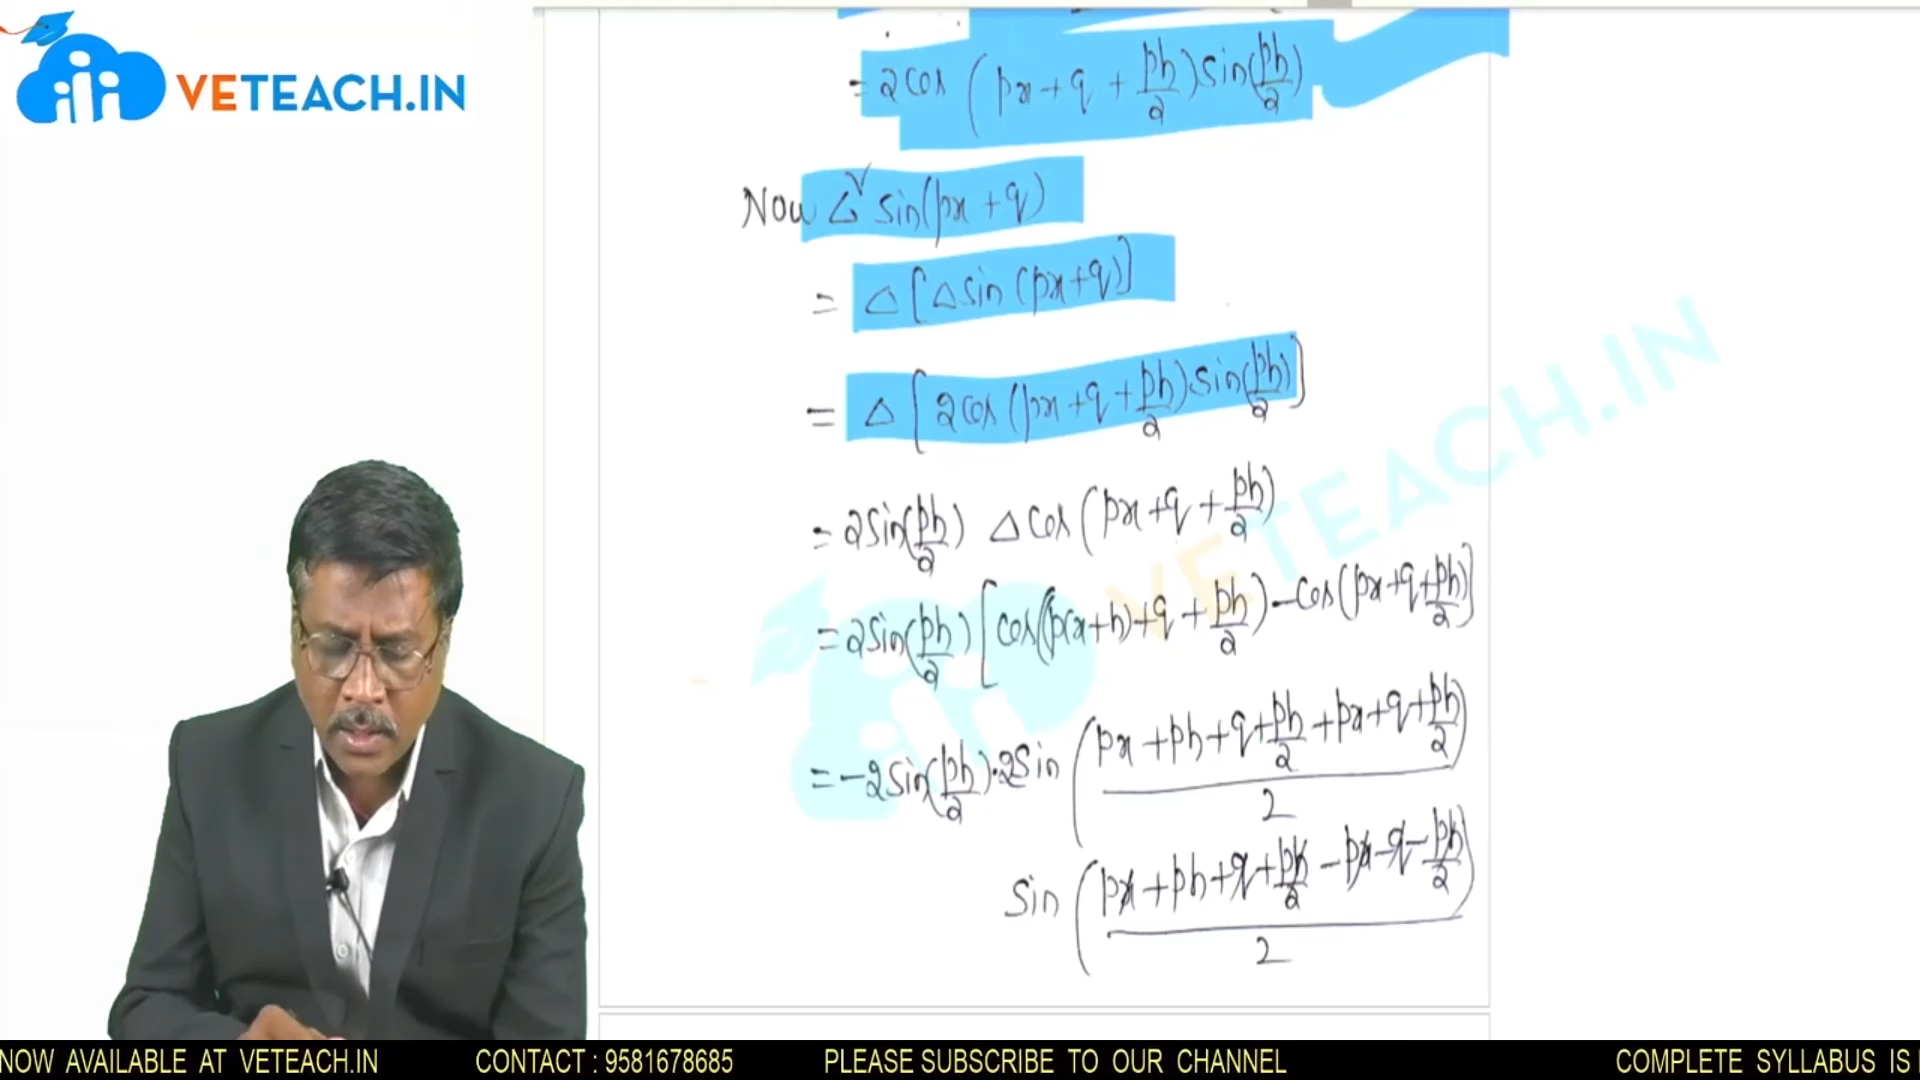 VETEACH.IN
= 2cos (px+q + ph/2) sin(ph/2)
Now Δ² sin(px+q)
= Δ[Δsin(px+q)]
= Δ[2cos(px+q+ph/2) sin(ph/2)]
= 2sin(ph/2) Δcos(px+q+ph/2)
= 2sin(ph/2) [cos(p(x+h)+q+ph/2) - cos(px+q+ph/2)]
= -2sin(ph/2)·2sin ((px+ph+q+ph/2+px+q+ph/2)/2)
sin ((px+ph+q+ph/2-px-q-ph/2)/2)
VETEACH.IN
NOW AVAILABLE AT VETEACH.IN CONTACT : 9581678685 PLEASE SUBSCRIBE TO OUR CHANNEL COMPLETE SYLLABUS IS